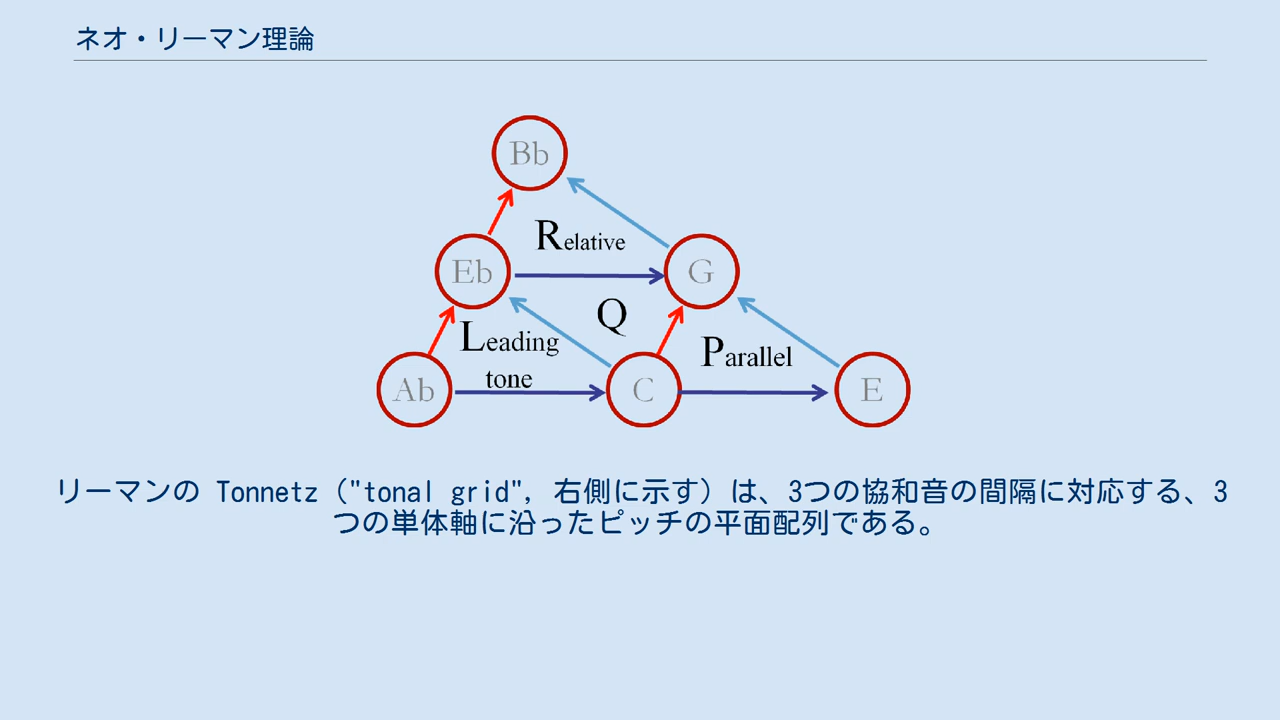 ネオ・リーマン理論
Bb
Relative
Eb
G
Q
Leading
tone
Parallel
Ab
C
E
リーマンの Tonnetz ("tonal grid", 右側に示す) は、3つの協和音の間隔に対応する、3
つの単体軸に沿ったピッチの平面配列である。